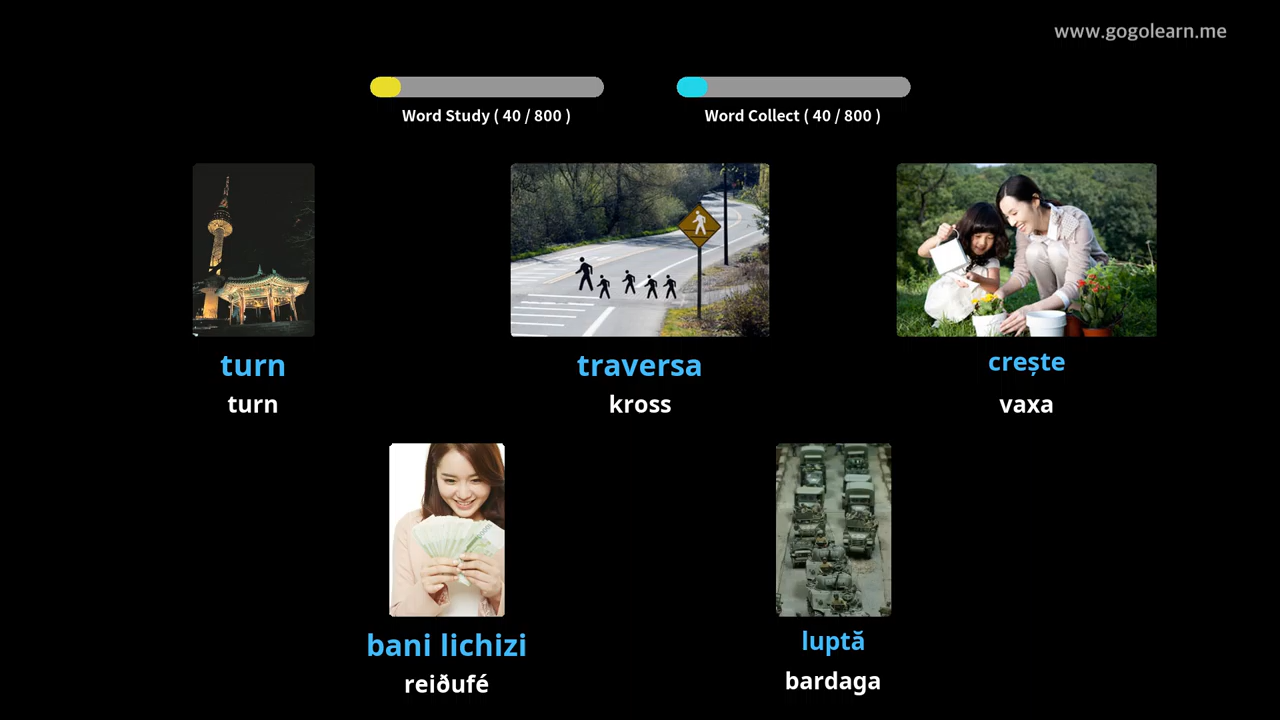 www.gogolearn.me
Word Study ( 40 / 800 )
Word Collect ( 40 / 800 )
turn
turn
traversa
kross
crește
vaxa
bani lichizi
reiðufé
luptă
bardaga